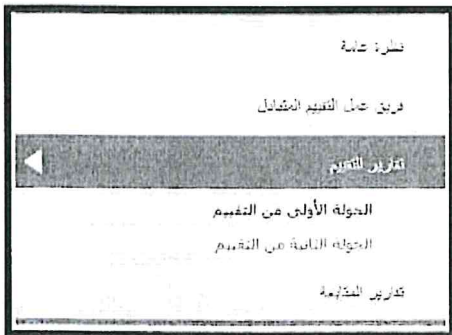 نظرة عامة
فريق عمل التقييم المتبادل
تقارير التقييم
الجولة الأولى من التقييم
الجولة الثانية من التقييم
تقارير المتابعة